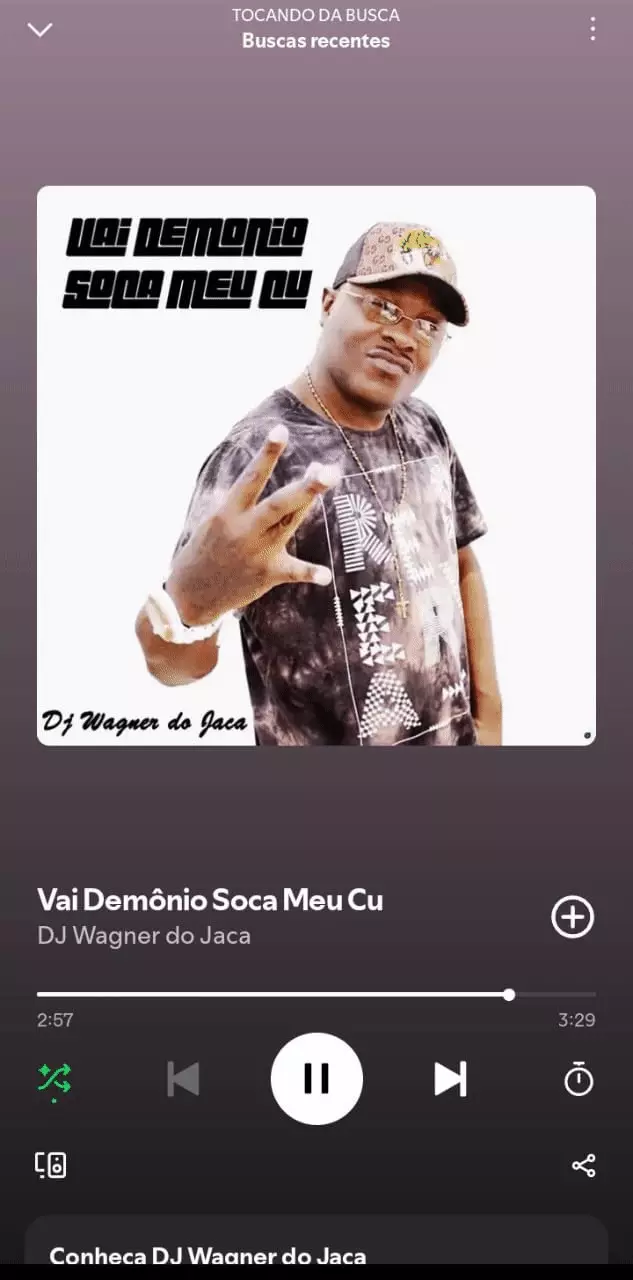 TOCANDO DA BUSCA
Buscas recentes
VAI DEMONIO
SOCA MEU CU
Dj Wagner do Jaca
Vai Demônio Soca Meu Cu
DJ Wagner do Jaca
2:57
3:29
Conheça DJ Wagner do Jaca